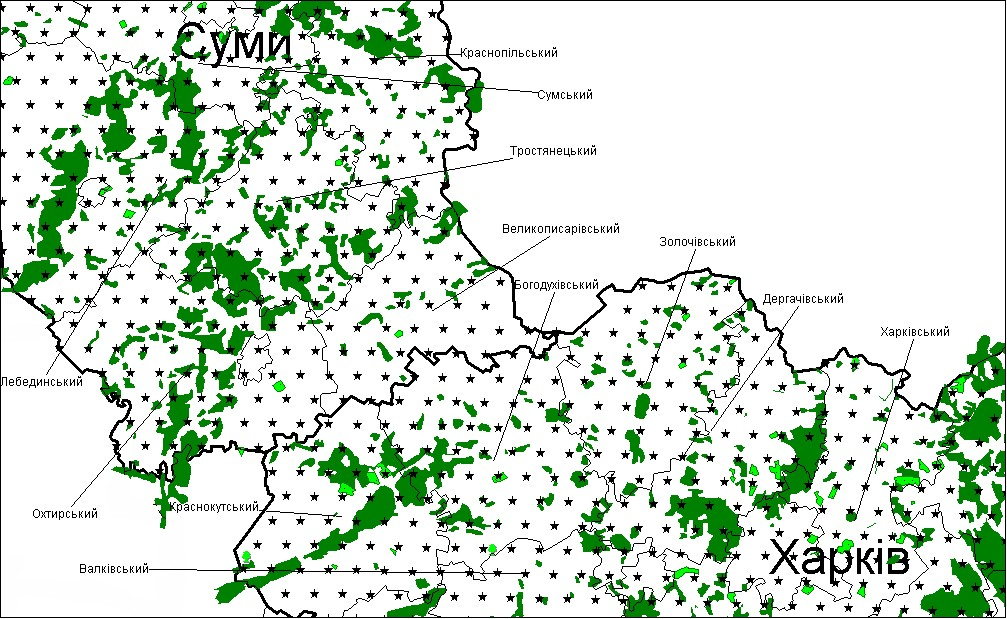 Суми
Краснопільський
Сумський
Тростянецький
Великописарівський
Золочівський
Богодухівський
Дергачівський
Харківський
Лебединський
Охтирський
Краснокутський
Валківський
Харків